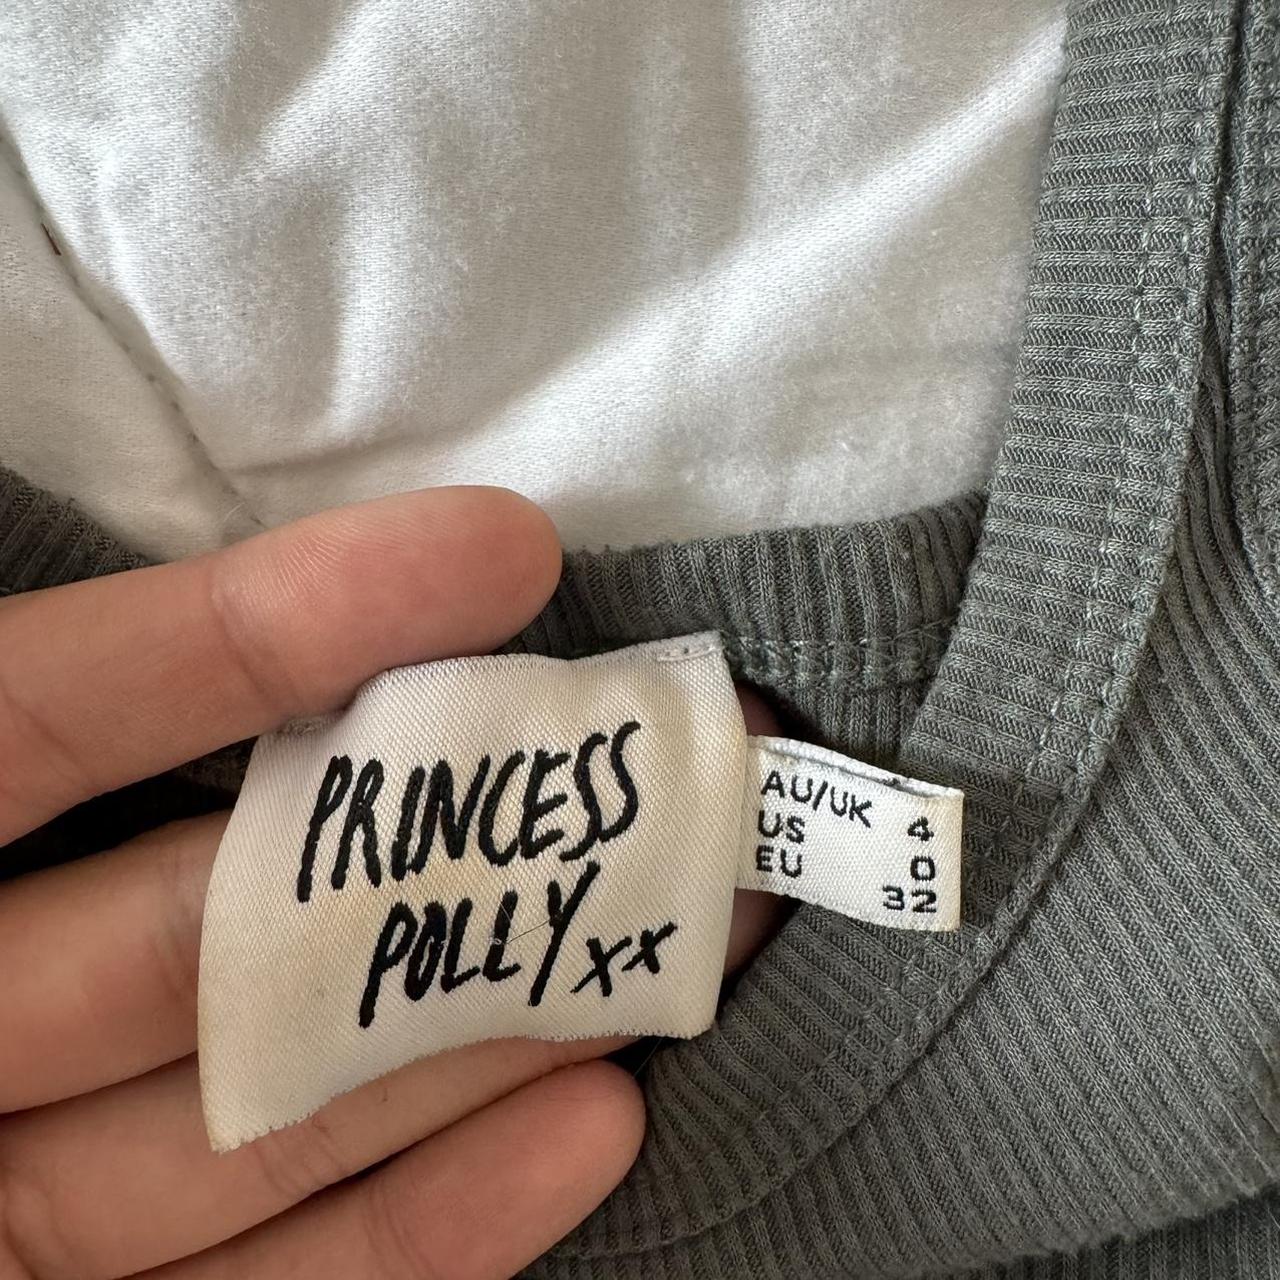 PRINCESS
POLLY xx
AU/UK 4
US 0
EU 32